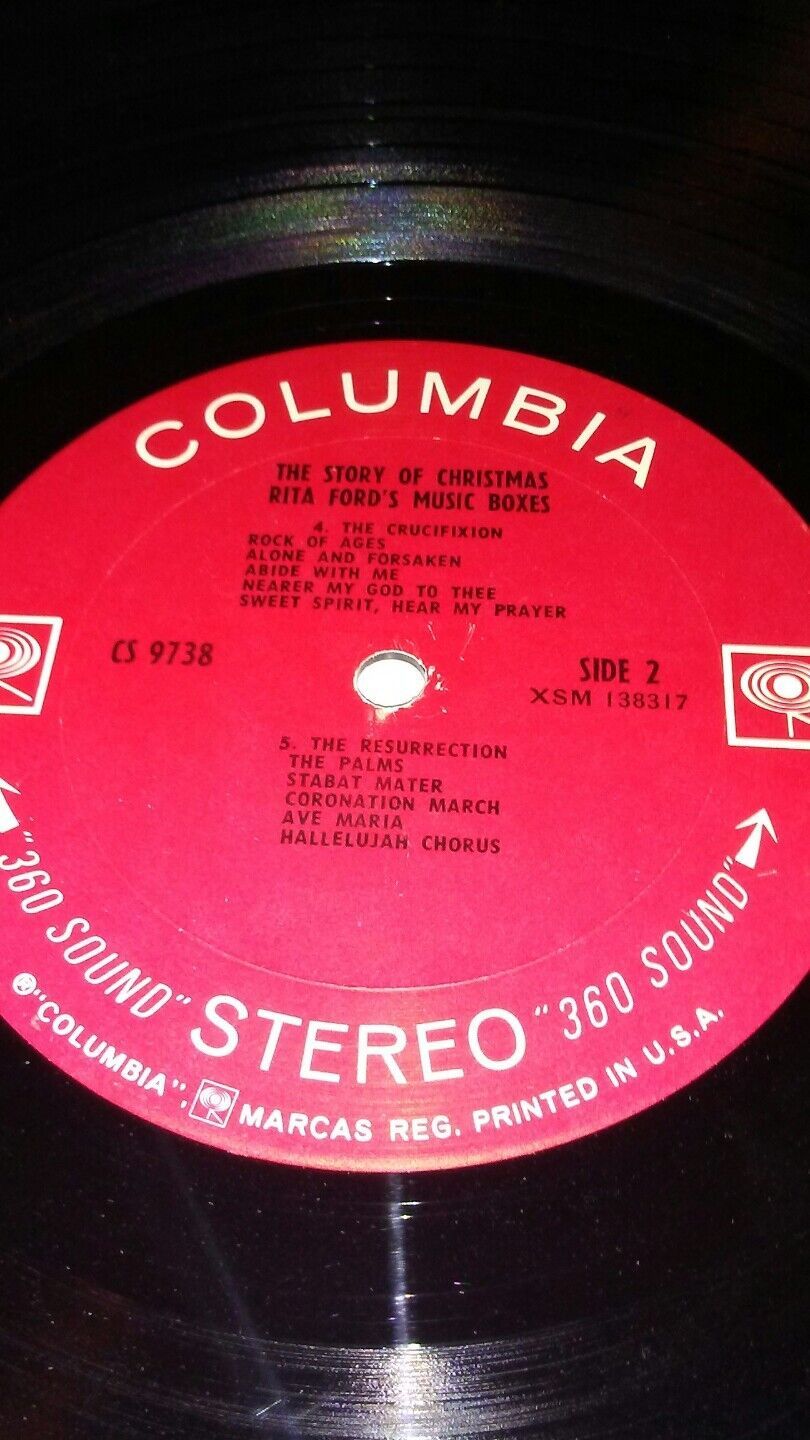 COLUMBIA
THE STORY OF CHRISTMAS
RITA FORD'S MUSIC BOXES
4. THE CRUCIFIXION
ROCK OF AGES
ALONE AND FORSAKEN
ABIDE WITH ME
NEARER MY GOD TO THEE
SWEET SPIRIT, HEAR MY PRAYER
CS 9738
SIDE 2
XSM 138317
5. THE RESURRECTION
THE PALMS
STABAT MATER
CORONATION MARCH
AVE MARIA
HALLELUJAH CHORUS
"360 SOUND" STEREO "360 SOUND"
®"COLUMBIA", MARCAS REG. PRINTED IN U.S.A.